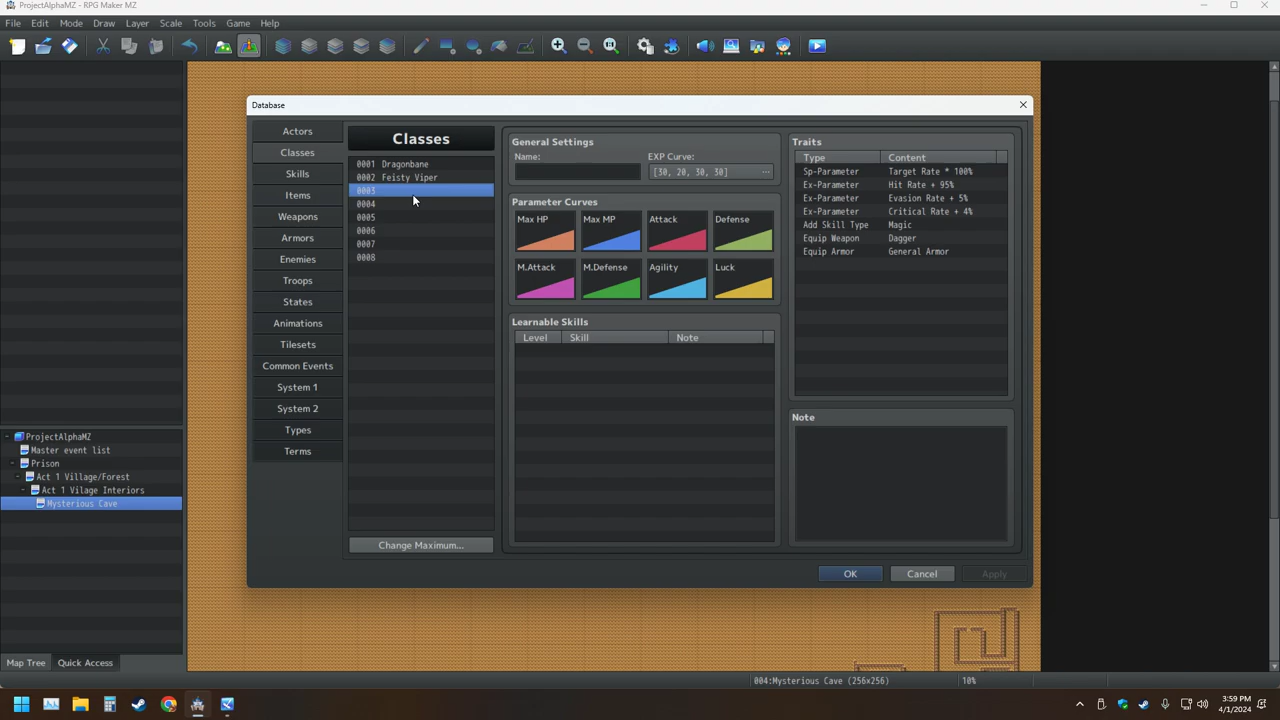 ProjectAlphaMZ - RPG Maker MZ
File Edit Mode Draw Layer Scale Tools Game Help
Database
Actors
Classes
Skills
Items
Weapons
Armors
Enemies
Troops
States
Animations
Tilesets
Common Events
System 1
System 2
Types
Terms
Classes
0001 Dragonbane
0002 Feisty Viper
0003
0004
0005
0006
0007
0008
Change Maximum...
General Settings
Name:
EXP Curve:
[30, 20, 30, 30] ...
Parameter Curves
Max HP Max MP Attack Defense
M.Attack M.Defense Agility Luck
Learnable Skills
Level Skill Note
Traits
Type Content
Sp-Parameter Target Rate * 100%
Ex-Parameter Hit Rate + 95%
Ex-Parameter Evasion Rate + 5%
Ex-Parameter Critical Rate + 4%
Add Skill Type Magic
Equip Weapon Dagger
Equip Armor General Armor
Note
OK Cancel Apply
ProjectAlphaMZ
Master event list
Prison
Act 1 Village/Forest
Act 1 Vilage Interiors
Mysterious Cave
Map Tree Quick Access
004:Mysterious Cave (256x256) 10%
3:59 PM
4/1/2024